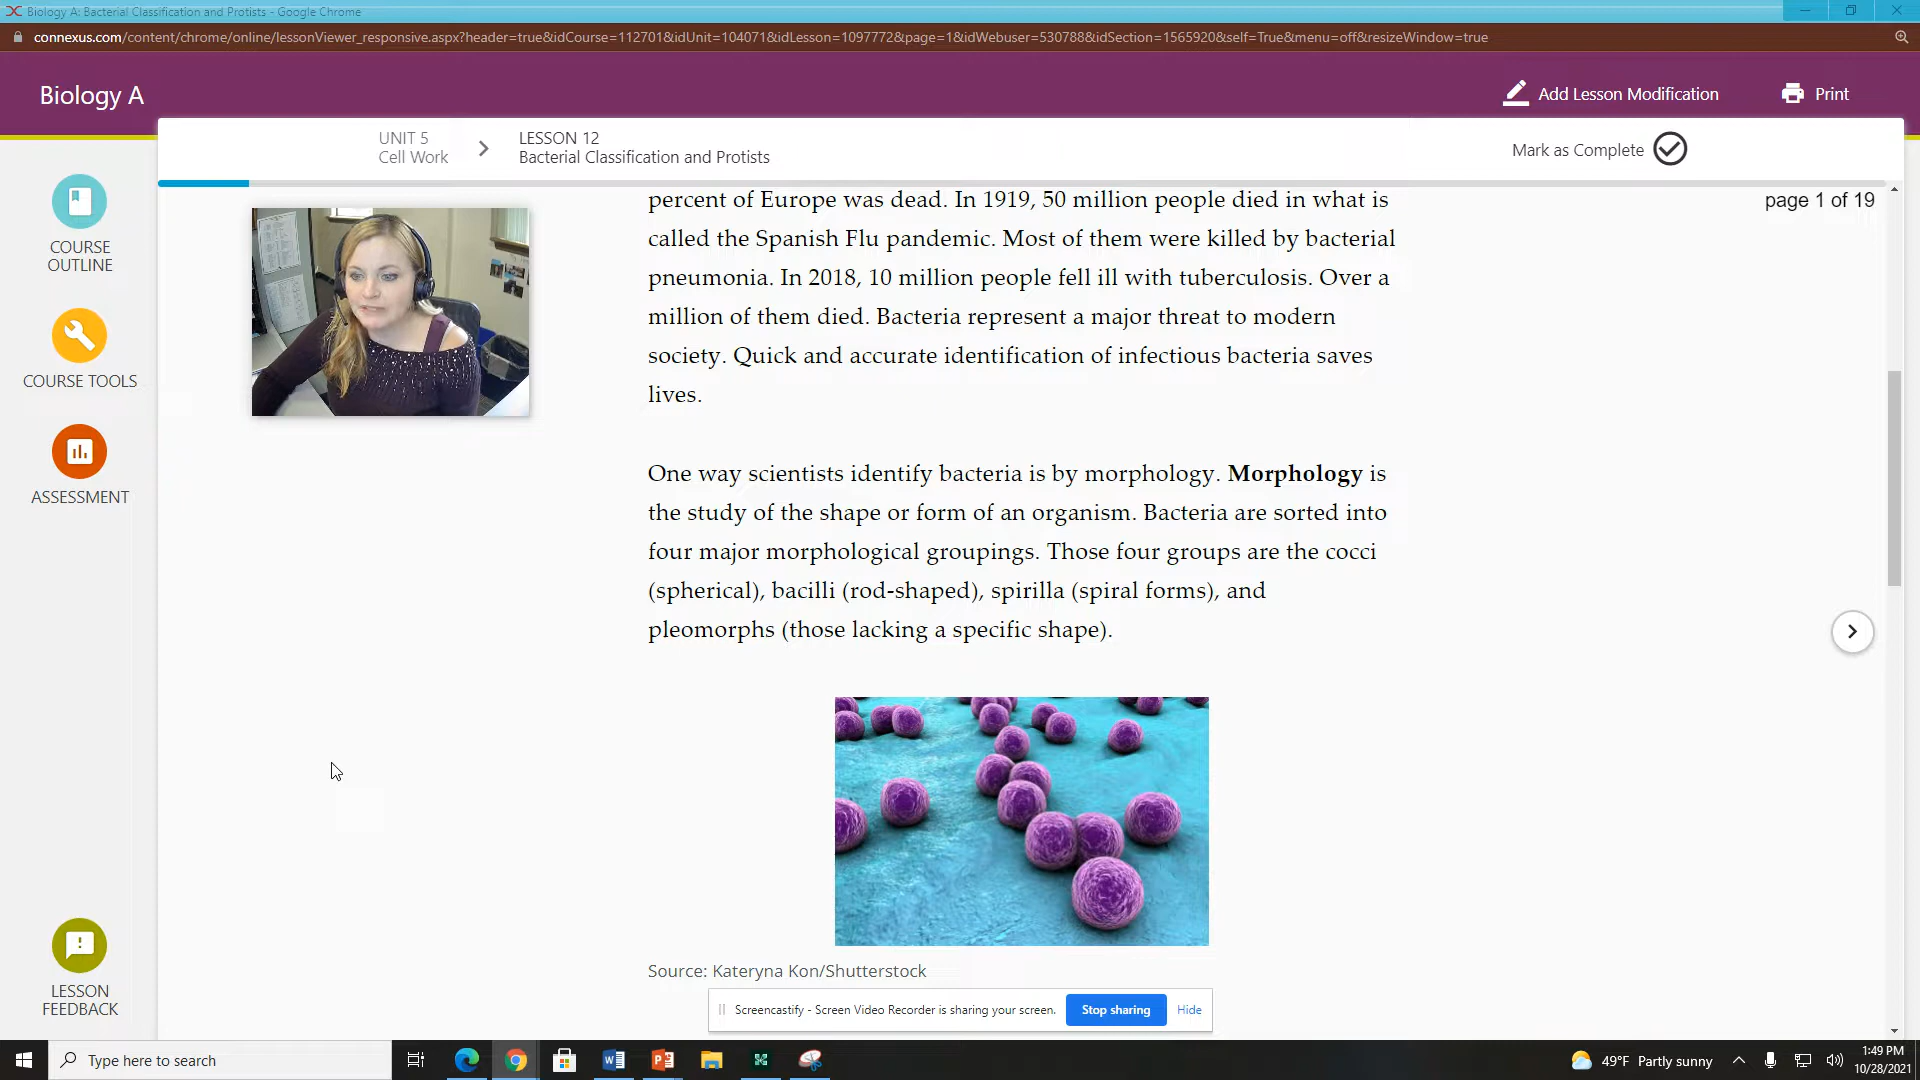 Biology A: Bacterial Classification and Protists - Google Chrome
connexus.com/content/chrome/online/lessonViewer_responsive.aspx?header=true&idCourse=112701&idUnit=104071&idLesson=1097772&page=1&idWebuser=530788&idSection=1565920&self=True&menu=off&resizeWindow=true
Biology A
Add Lesson Modification
Print
UNIT 5
Cell Work
LESSON 12
Bacterial Classification and Protists
Mark as Complete
page 1 of 19
COURSE
OUTLINE
COURSE TOOLS
ASSESSMENT
LESSON
FEEDBACK
percent of Europe was dead. In 1919, 50 million people died in what is
called the Spanish Flu pandemic. Most of them were killed by bacterial
pneumonia. In 2018, 10 million people fell ill with tuberculosis. Over a
million of them died. Bacteria represent a major threat to modern
society. Quick and accurate identification of infectious bacteria saves
lives.
One way scientists identify bacteria is by morphology. Morphology is
the study of the shape or form of an organism. Bacteria are sorted into
four major morphological groupings. Those four groups are the cocci
(spherical), bacilli (rod-shaped), spirilla (spiral forms), and
pleomorphs (those lacking a specific shape).
Source: Kateryna Kon/Shutterstock
Screencastify - Screen Video Recorder is sharing your screen.
Stop sharing
Hide
Type here to search
49°F Partly sunny
1:49 PM
10/28/2021